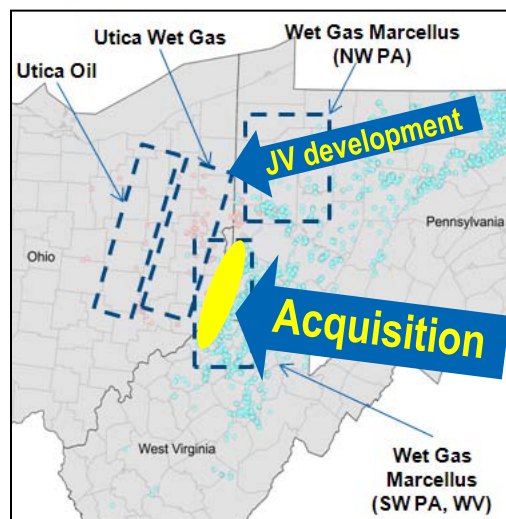 Utica Wet Gas
Wet Gas Marcellus
(NW PA)
Utica Oil
JV development
Pennsylvania
Ohio
Acquisition
West Virginia
Wet Gas
Marcellus
(SW PA, WV)